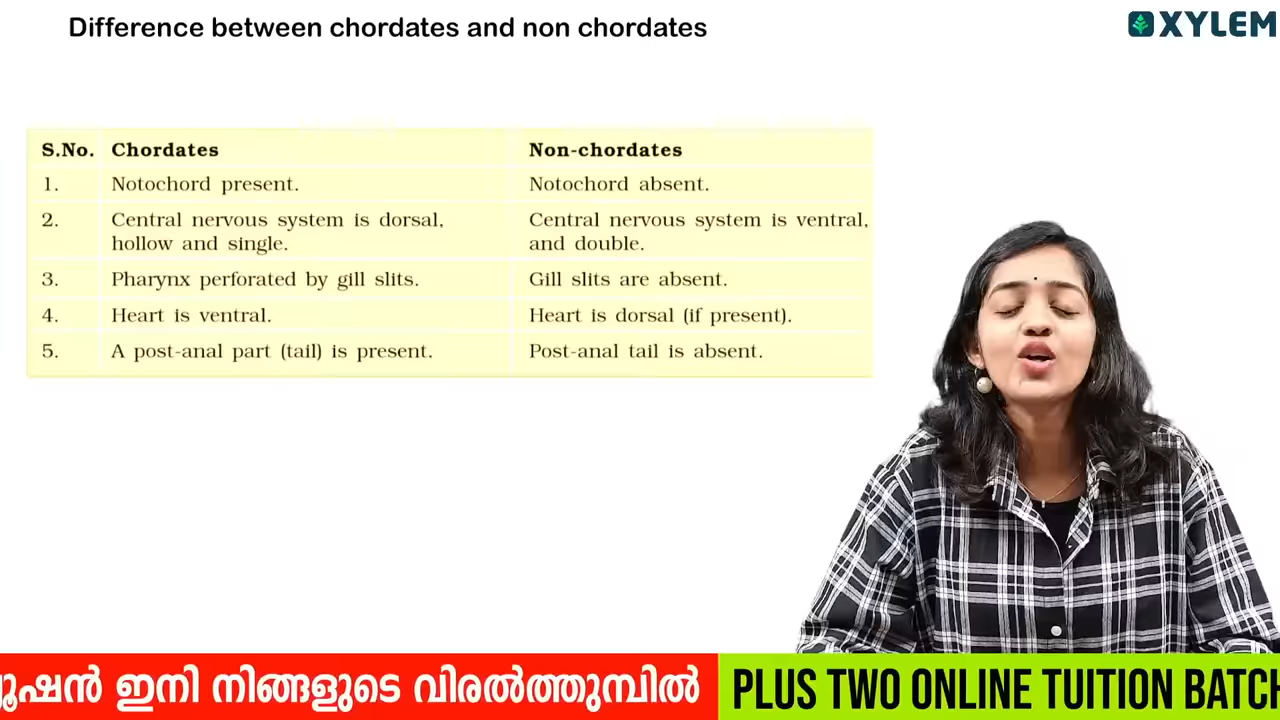 Difference between chordates and non chordates
XYLEM
S.No. Chordates Non-chordates
1. Notochord present. Notochord absent.
2. Central nervous system is dorsal, Central nervous system is ventral,
hollow and single. and double.
3. Pharynx perforated by gill slits. Gill slits are absent.
4. Heart is ventral. Heart is dorsal (if present).
5. A post-anal part (tail) is present. Post-anal tail is absent.
ഇനി നിങ്ങളുടെ വിരൽത്തുമ്പിൽ PLUS TWO ONLINE TUITION BATCH